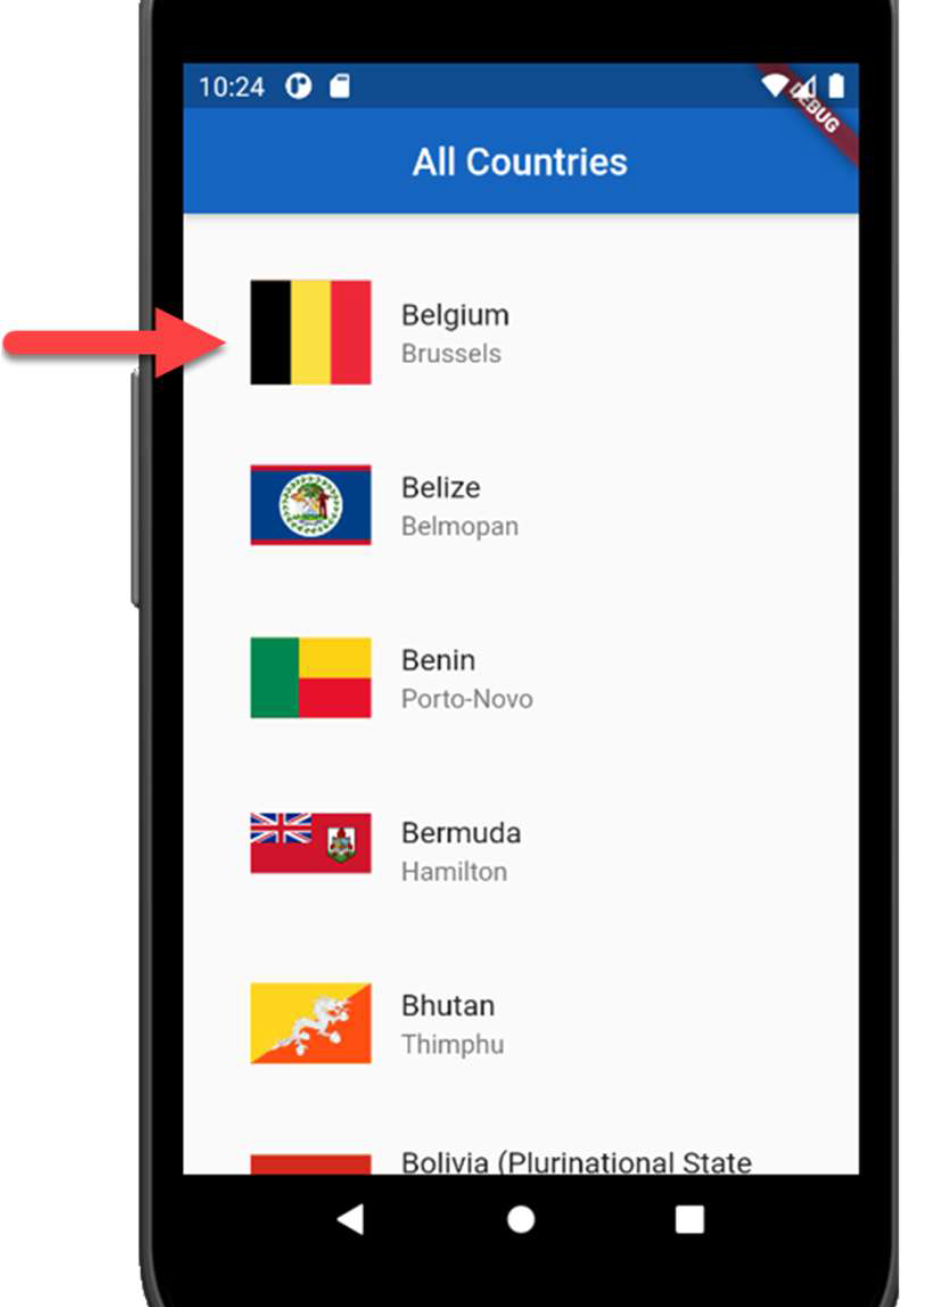 10:24
DEBUG
All Countries
Belgium
Brussels
Belize
Belmopan
Benin
Porto-Novo
Bermuda
Hamilton
Bhutan
Thimphu
Bolivia (Plurinational State